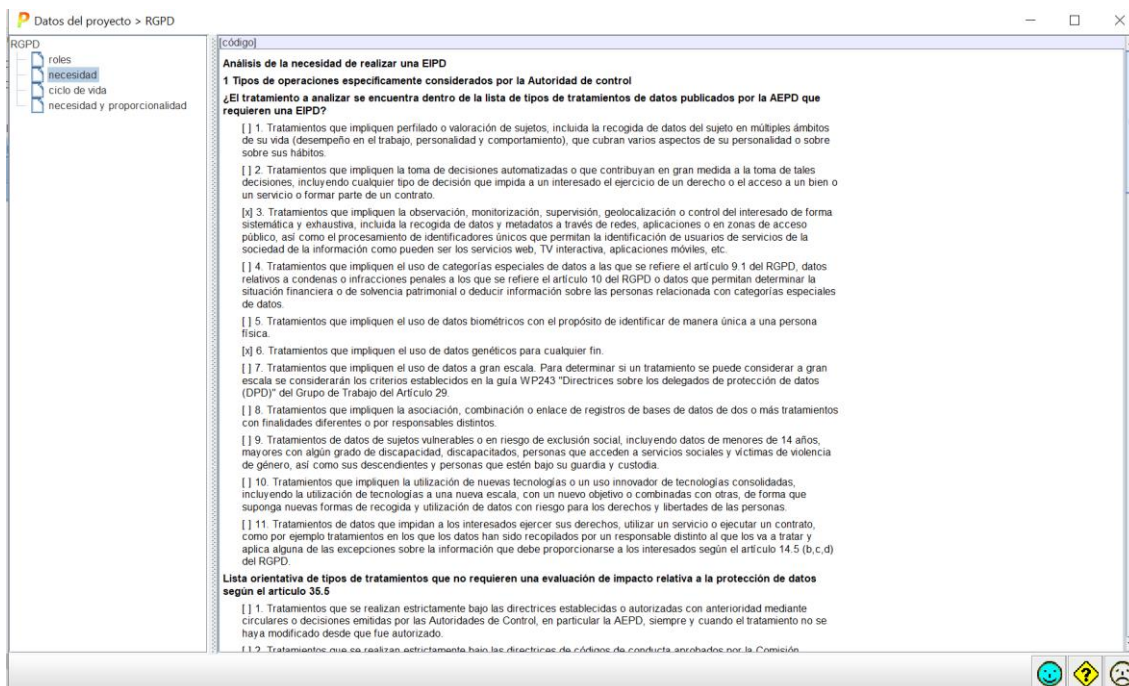 Datos del proyecto > RGPD
RGPD
roles
necesidad
ciclo de vida
necesidad y proporcionalidad
[código]
Análisis de la necesidad de realizar una EIPD
1 Tipos de operaciones específicamente considerados por la Autoridad de control
¿El tratamiento a analizar se encuentra dentro de la lista de tipos de tratamientos de datos publicados por la AEPD que
requieren una EIPD?
[ ] 1. Tratamientos que impliquen perfilado o valoración de sujetos, incluida la recogida de datos del sujeto en múltiples ámbitos
de su vida (desempeño en el trabajo, personalidad y comportamiento), que cubran varios aspectos de su personalidad o sobre
sobre sus hábitos.
[ ] 2. Tratamientos que impliquen la toma de decisiones automatizadas o que contribuyan en gran medida a la toma de tales
decisiones, incluyendo cualquier tipo de decisión que impida a un interesado el ejercicio de un derecho o el acceso a un bien o
un servicio o formar parte de un contrato.
[x] 3. Tratamientos que impliquen la observación, monitorización, supervisión, geolocalización o control del interesado de forma
sistemática y exhaustiva, incluida la recogida de datos y metadatos a través de redes, aplicaciones o en zonas de acceso
público, así como el procesamiento de identificadores únicos que permitan la identificación de usuarios de servicios de la
sociedad de la información como pueden ser los servicios web, TV interactiva, aplicaciones móviles, etc.
[ ] 4. Tratamientos que impliquen el uso de categorías especiales de datos a las que se refiere el artículo 9.1 del RGPD, datos
relativos a condenas o infracciones penales a los que se refiere el artículo 10 del RGPD o datos que permitan determinar la
situación financiera o de solvencia patrimonial o deducir información sobre las personas relacionada con categorías especiales
de datos.
[ ] 5. Tratamientos que impliquen el uso de datos biométricos con el propósito de identificar de manera única a una persona
física.
[x] 6. Tratamientos que impliquen el uso de datos genéticos para cualquier fin.
[ ] 7. Tratamientos que impliquen el uso de datos a gran escala. Para determinar si un tratamiento se puede considerar a gran
escala se considerarán los criterios establecidos en la guía WP243 "Directrices sobre los delegados de protección de datos
(DPD)" del Grupo de Trabajo del Artículo 29.
[ ] 8. Tratamientos que impliquen la asociación, combinación o enlace de registros de bases de datos de dos o más tratamientos
con finalidades diferentes o por responsables distintos.
[ ] 9. Tratamientos de datos de sujetos vulnerables o en riesgo de exclusión social, incluyendo datos de menores de 14 años,
mayores con algún grado de discapacidad, discapacitados, personas que acceden a servicios sociales y víctimas de violencia
de género, así como sus descendientes y personas que estén bajo su guardia y custodia.
[ ] 10. Tratamientos que impliquen la utilización de nuevas tecnologías o un uso innovador de tecnologías consolidadas,
incluyendo la utilización de tecnologías a una nueva escala, con un nuevo objetivo o combinadas con otras, de forma que
suponga nuevas formas de recogida y utilización de datos con riesgo para los derechos y libertades de las personas.
[ ] 11. Tratamientos de datos que impidan a los interesados ejercer sus derechos, utilizar un servicio o ejecutar un contrato,
como por ejemplo tratamientos en los que los datos han sido recopilados por un responsable distinto al que los va a tratar y
aplica alguna de las excepciones sobre la información que debe proporcionarse a los interesados según el artículo 14.5 (b,c,d)
del RGPD.
Lista orientativa de tipos de tratamientos que no requieren una evaluación de impacto relativa a la protección de datos
según el artículo 35.5
[ ] 1. Tratamientos que se realizan estrictamente bajo las directrices establecidas o autorizadas con anterioridad mediante
circulares o decisiones emitidas por las Autoridades de Control, en particular la AEPD, siempre y cuando el tratamiento no se
haya modificado desde que fue autorizado.
[ ] 2. Tratamientos que se realizan estrictamente bajo las directrices de códigos de conducta aprobados por la Comisión